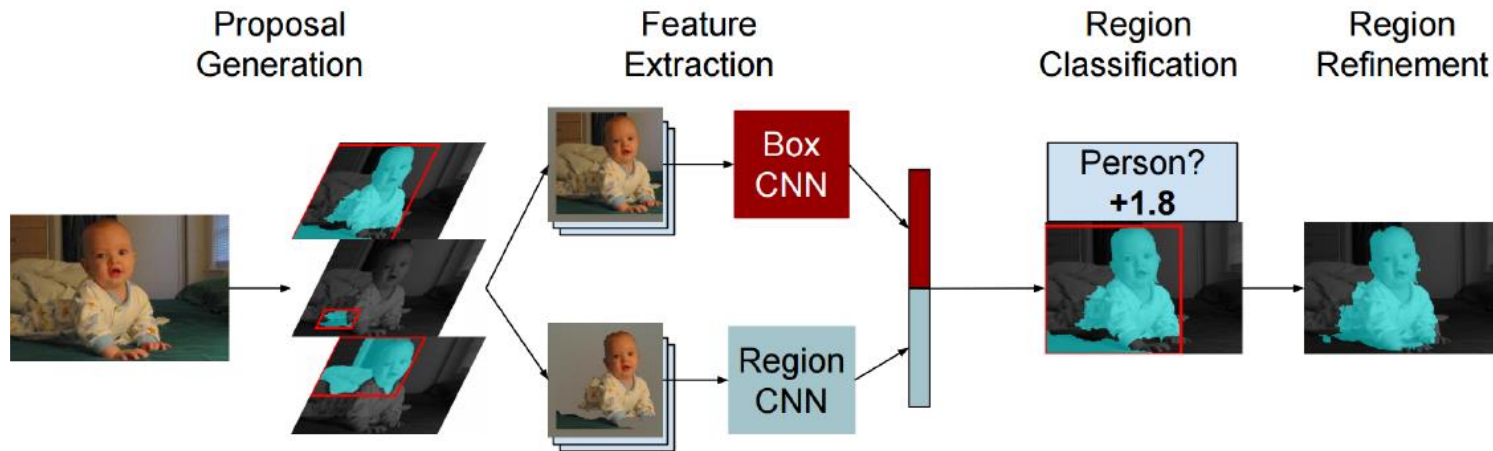 Proposal
Generation
Feature
Extraction
Region
Classification
Region
Refinement
Box
CNN
Region
CNN
Person?
+1.8